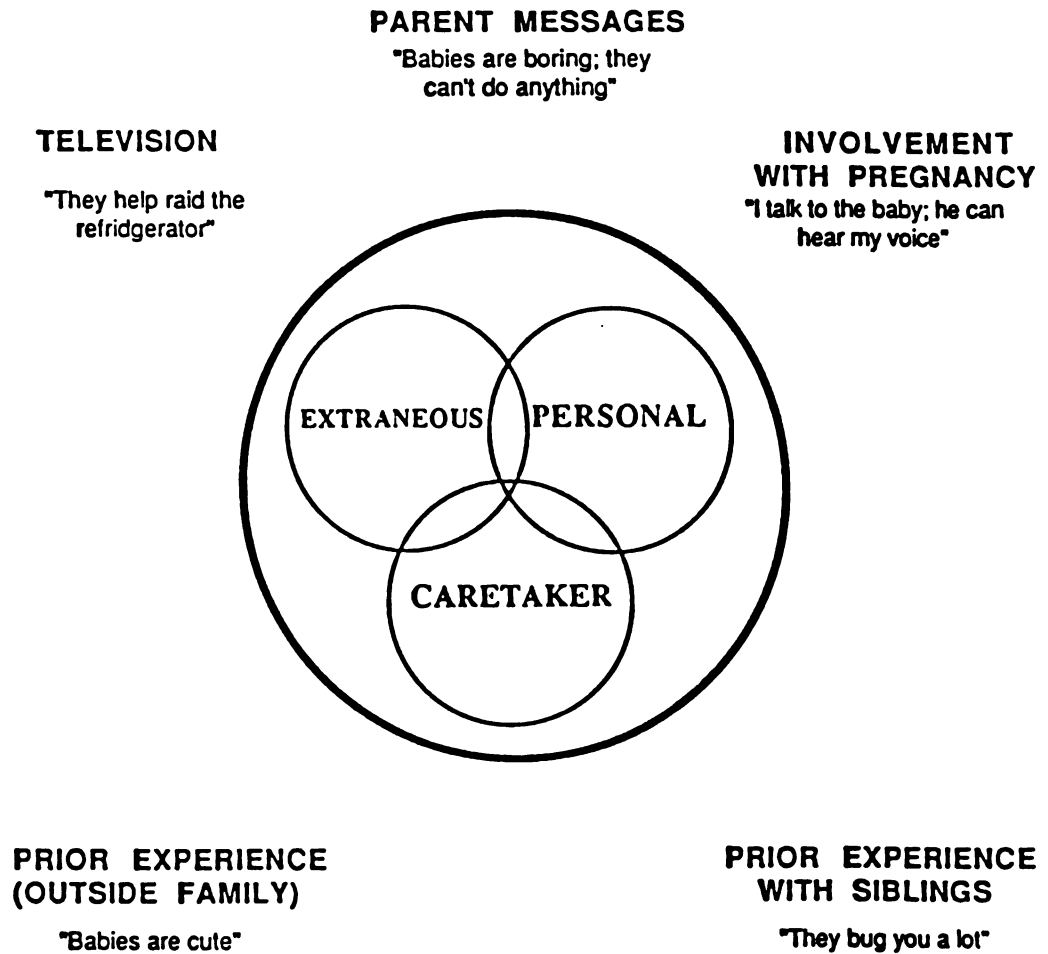 PARENT MESSAGES
"Babies are boring; they
can't do anything"
TELEVISION
"They help raid the
refridgerator"
INVOLVEMENT
WITH PREGNANCY
"I talk to the baby; he can
hear my voice"
EXTRANEOUS
PERSONAL
CARETAKER
PRIOR EXPERIENCE
(OUTSIDE FAMILY)
"Babies are cute"
PRIOR EXPERIENCE
WITH SIBLINGS
"They bug you a lot"